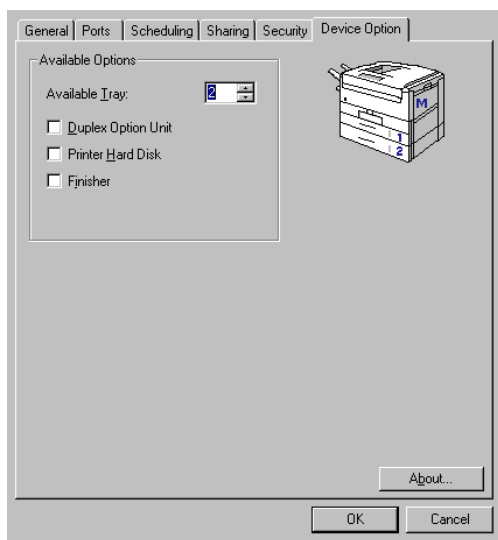 General Ports Scheduling Sharing Security Device Option
Available Options
Available Tray: 2
Duplex Option Unit
Printer Hard Disk
Finisher
M
1
2
About...
OK Cancel